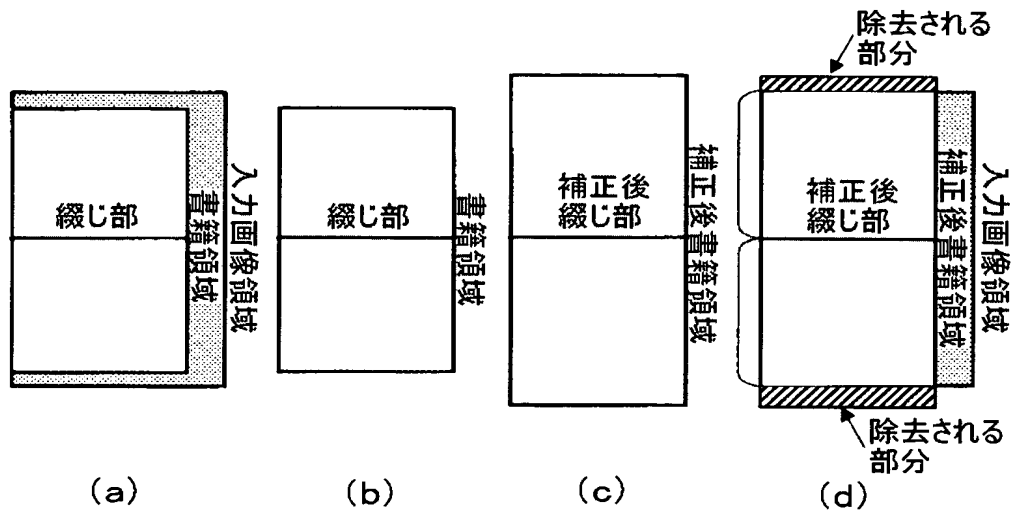 綴じ部
書籍領域
入力画像領域
(a)
綴じ部
書籍領域
(b)
補正後
綴じ部
補正後書籍領域
(c)
除去される
部分
補正後
綴じ部
補正後書籍領域
入力画像領域
除去される
部分
(d)